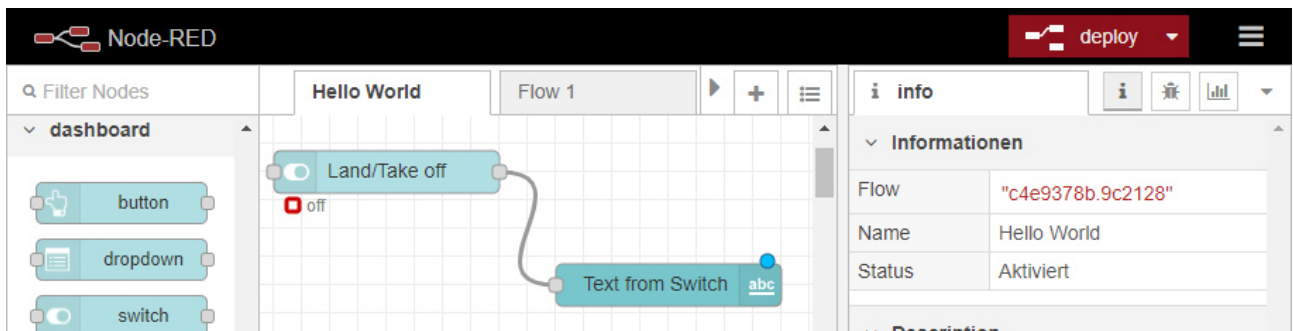 Node-RED
deploy
Filter Nodes
Hello World
Flow 1
i info
i
dashboard
Land/Take off
Informationen
off
Flow
"c4e9378b.9c2128"
button
Name
Hello World
dropdown
Text from Switch
abc
Status
Aktiviert
switch
Description